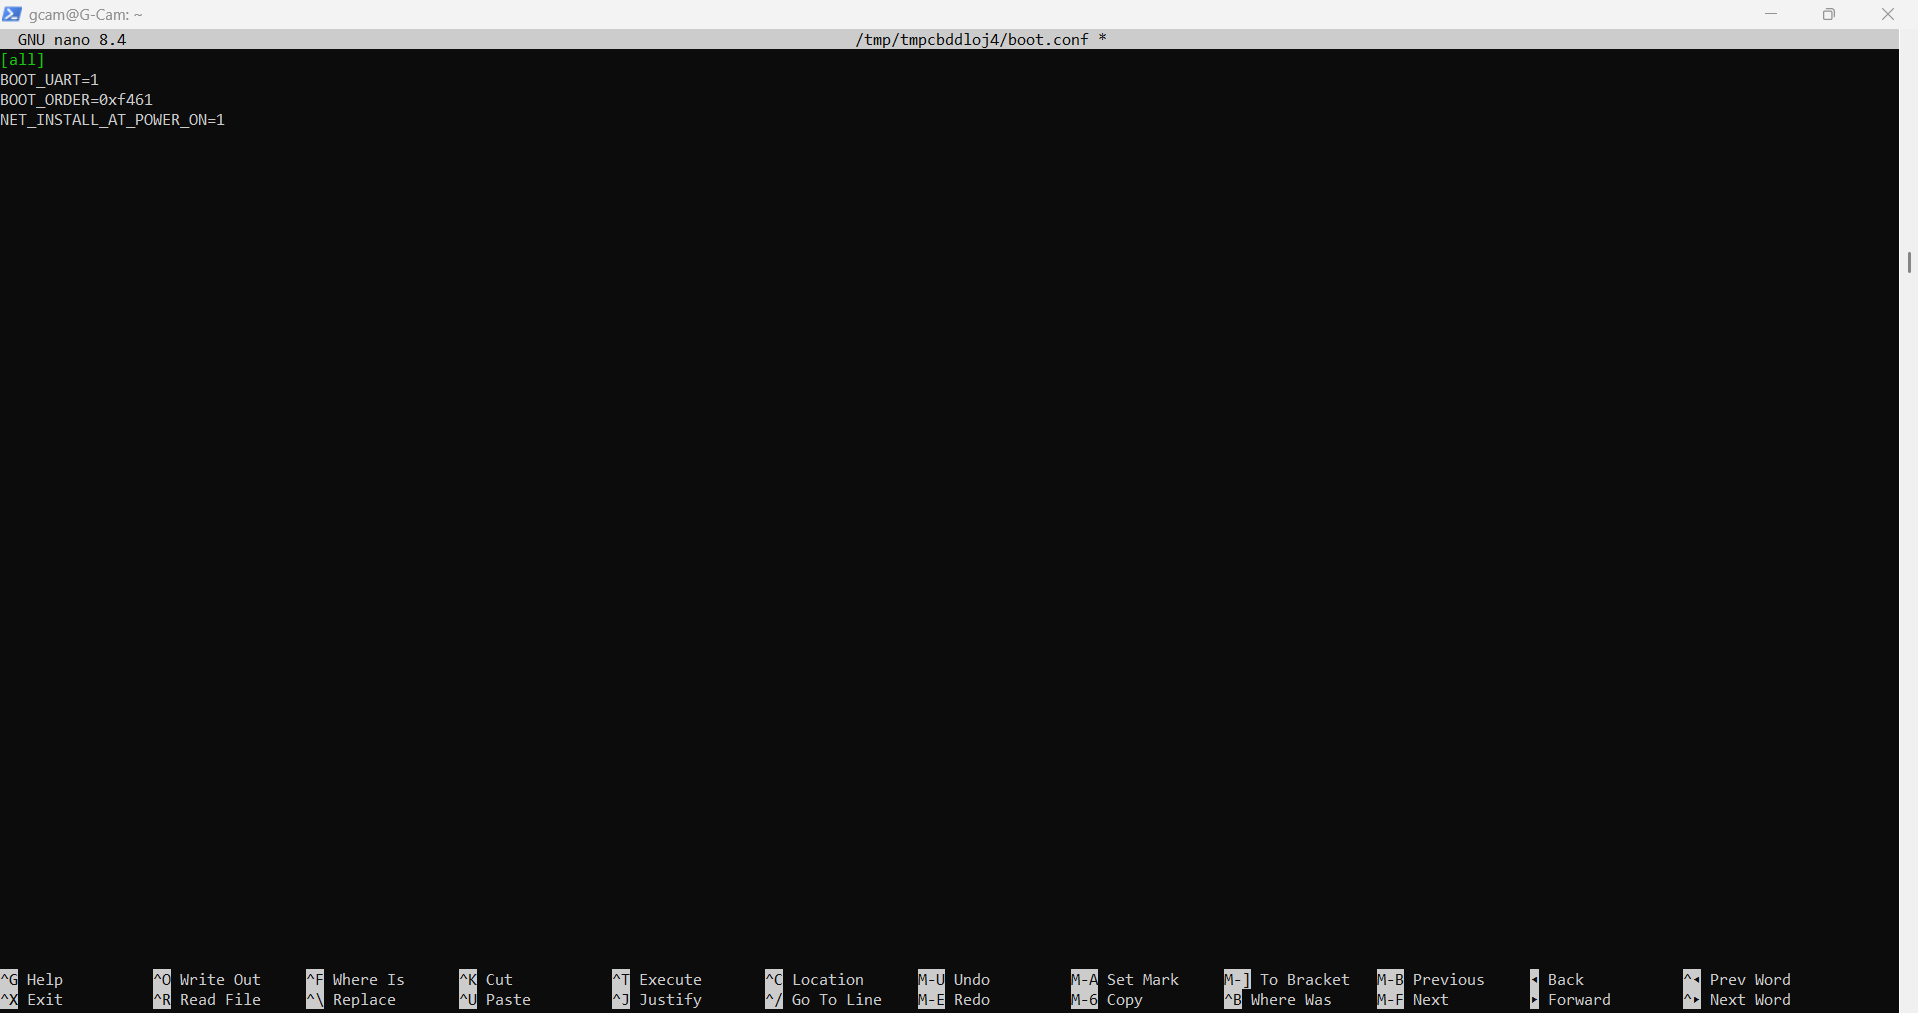 gcam@G-Cam: ~
GNU nano 8.4 /tmp/tmpcbddloj4/boot.conf *
[all]
BOOT_UART=1
BOOT_ORDER=0xf461
NET_INSTALL_AT_POWER_ON=1
^G Help ^O Write Out ^F Where Is ^K Cut ^T Execute ^C Location M-U Undo M-A Set Mark M-] To Bracket M-B Previous ◂ Back ^◂ Prev Word
^X Exit ^R Read File ^\ Replace ^U Paste ^J Justify ^/ Go To Line M-E Redo M-6 Copy ^B Where Was M-F Next ▸ Forward ^▸ Next Word